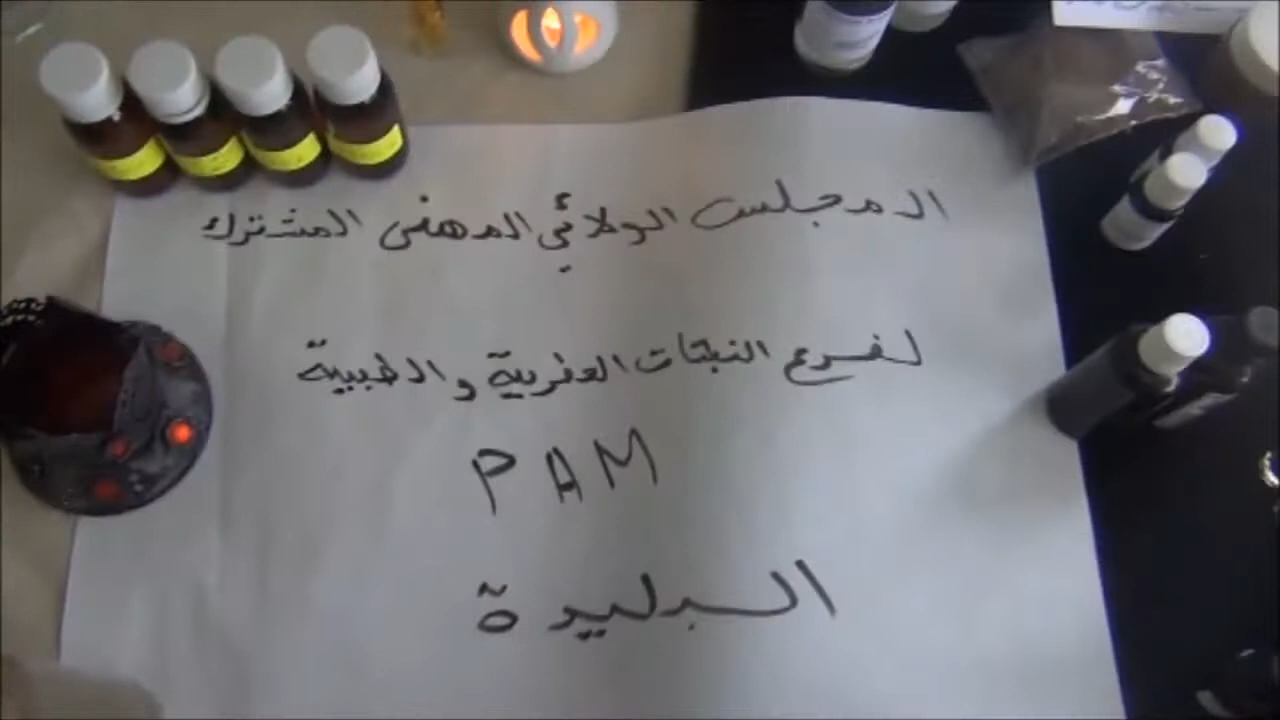 المجلس الولائي المهني المشترك
لفرع النبتات العطرية والطبية
PAM
البليدة